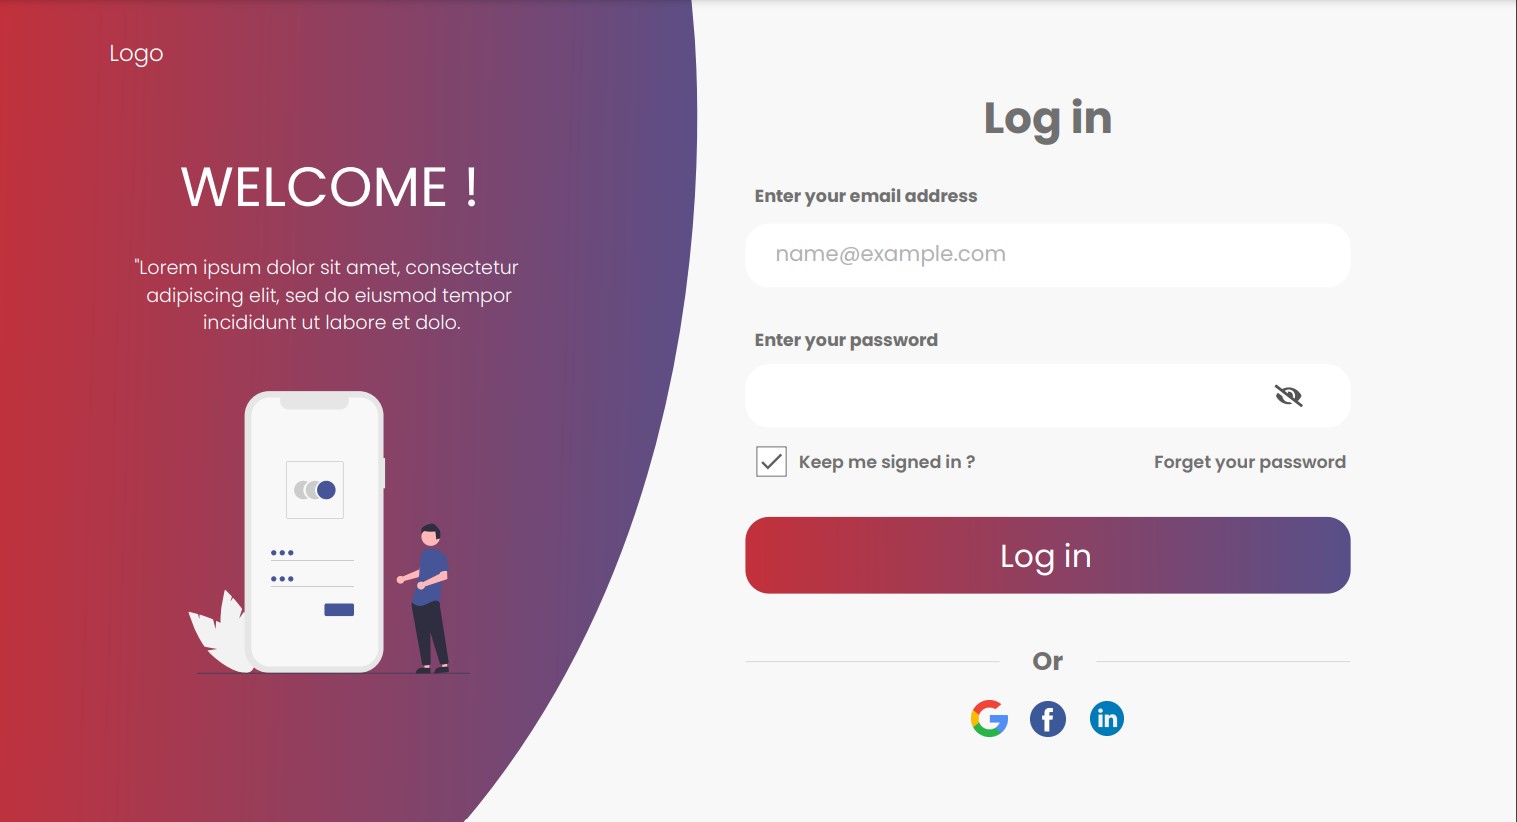 Logo
WELCOME !
"Lorem ipsum dolor sit amet, consectetur
adipiscing elit, sed do eiusmod tempor
incididunt ut labore et dolo.
Log in
Enter your email address
name@example.com
Enter your password
Keep me signed in ?
Forget your password
Log in
Or